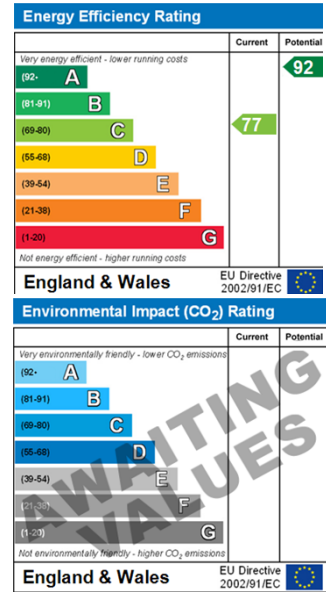 Energy Efficiency Rating
Current Potential
Very energy efficient - lower running costs
(92- A
92
(81-91) B
(69-80) C
77
(55-68) D
(39-54) E
(21-38) F
(1-20) G
Not energy efficient - higher running costs
England & Wales
EU Directive
2002/91/EC
Environmental Impact (CO₂) Rating
Current Potential
Very environmentally friendly - lower CO₂ emissions
(92- A
(81-91) B
(69-80) C
(55-68) D
(39-54) E
(21-38) F
(1-20) G
AWAITING
VALUES
Not environmentally friendly - higher CO₂ emissions
England & Wales
EU Directive
2002/91/EC